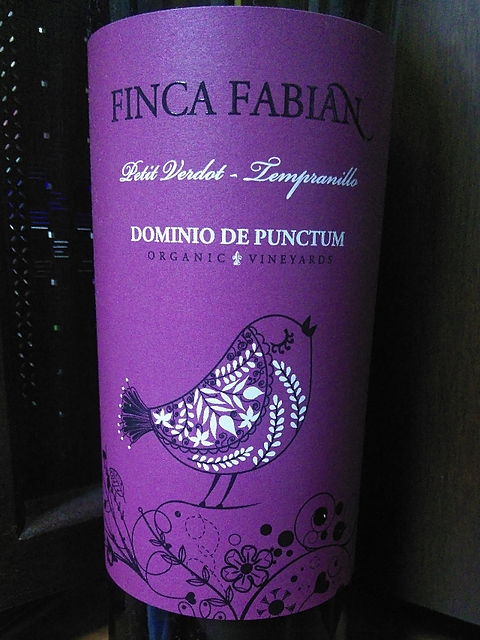 FINCA FABIAN
Petit Verdot - Tempranillo
DOMINIO DE PUNCTUM
ORGANIC VINEYARDS